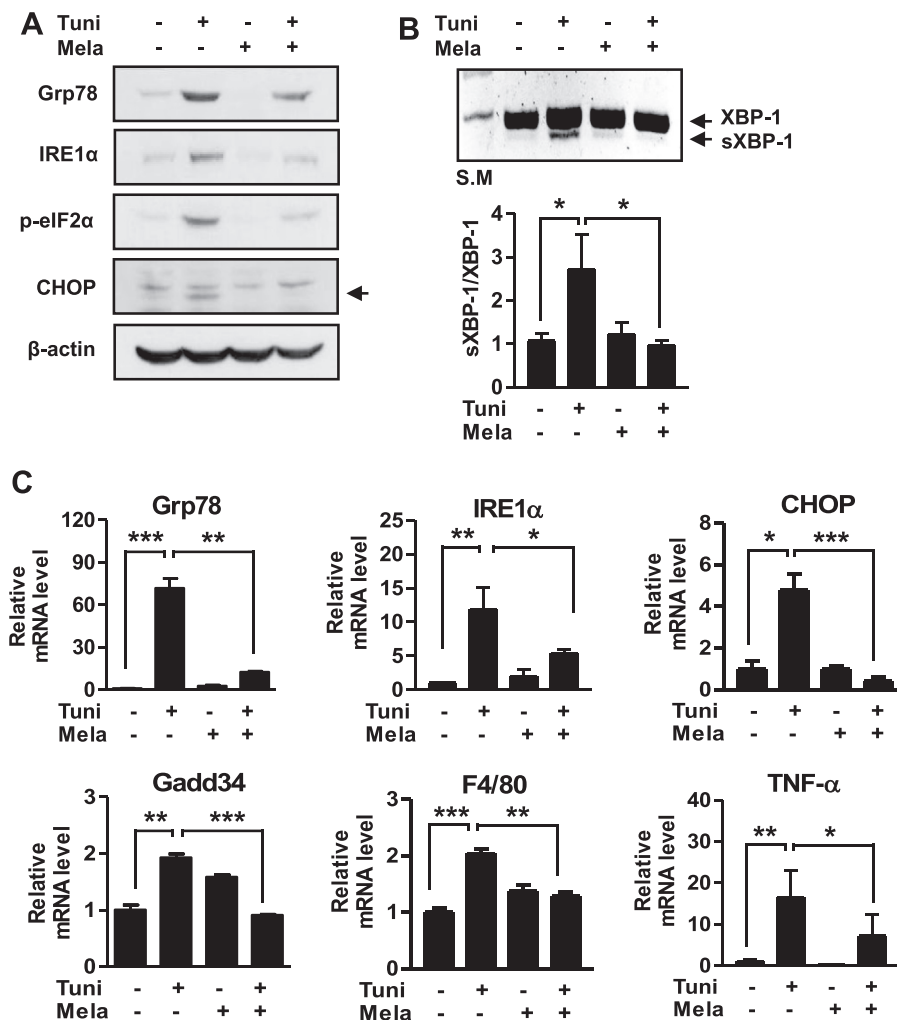 A
Tuni - + - +
Mela - - + +
Grp78
IRE1α
p-eIF2α
CHOP
β-actin
B
Tuni - + - +
Mela - - + +
XBP-1
sXBP-1
S.M
* *
sXBP-1/XBP-1
4
3
2
1
0
Tuni - + - +
Mela - - + +
C
Grp78
Relative
mRNA level
120
90
60
30
0
*** **
Tuni - + - +
Mela - - + +
IRE1α
Relative
mRNA level
25
20
15
10
5
0
** *
Tuni - + - +
Mela - - + +
CHOP
Relative
mRNA level
8
6
4
2
0
* ***
Tuni - + - +
Mela - - + +
Gadd34
Relative
mRNA level
3
2
1
0
** ***
Tuni - + - +
Mela - - + +
F4/80
Relative
mRNA level
3
2
1
0
*** **
Tuni - + - +
Mela - - + +
TNF-α
Relative
mRNA level
40
30
20
10
0
** *
Tuni - + - +
Mela - - + +